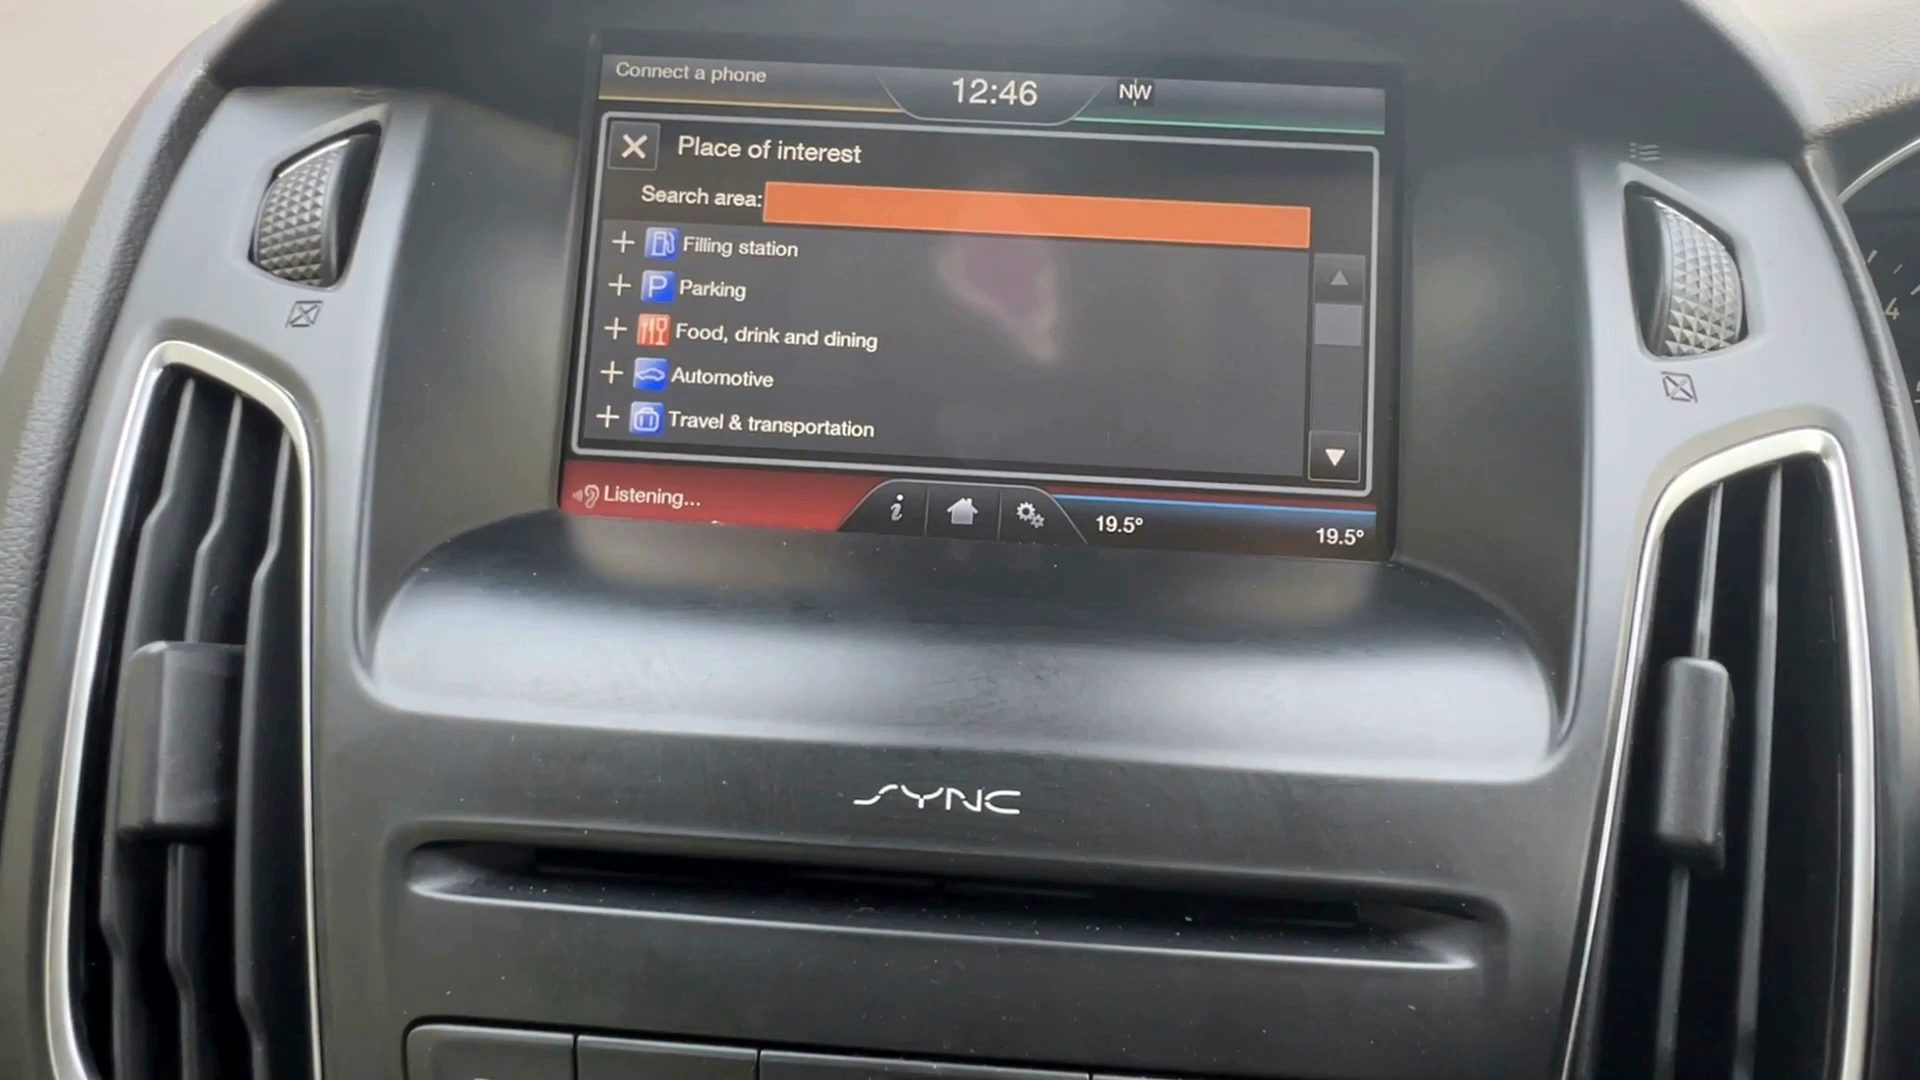 Connect a phone
12:46
NW
Place of interest
Search area:
Filling station
P Parking
Food, drink and dining
Automotive
Travel & transportation
Listening...
i
19.5°
19.5°
SYNC
4